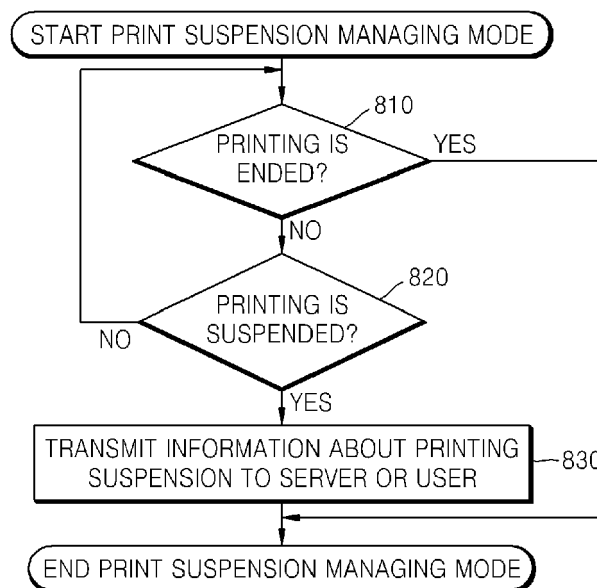 START PRINT SUSPENSION MANAGING MODE
810
PRINTING IS
ENDED?
YES
NO
820
PRINTING IS
SUSPENDED?
NO
YES
TRANSMIT INFORMATION ABOUT PRINTING
SUSPENSION TO SERVER OR USER
830
END PRINT SUSPENSION MANAGING MODE